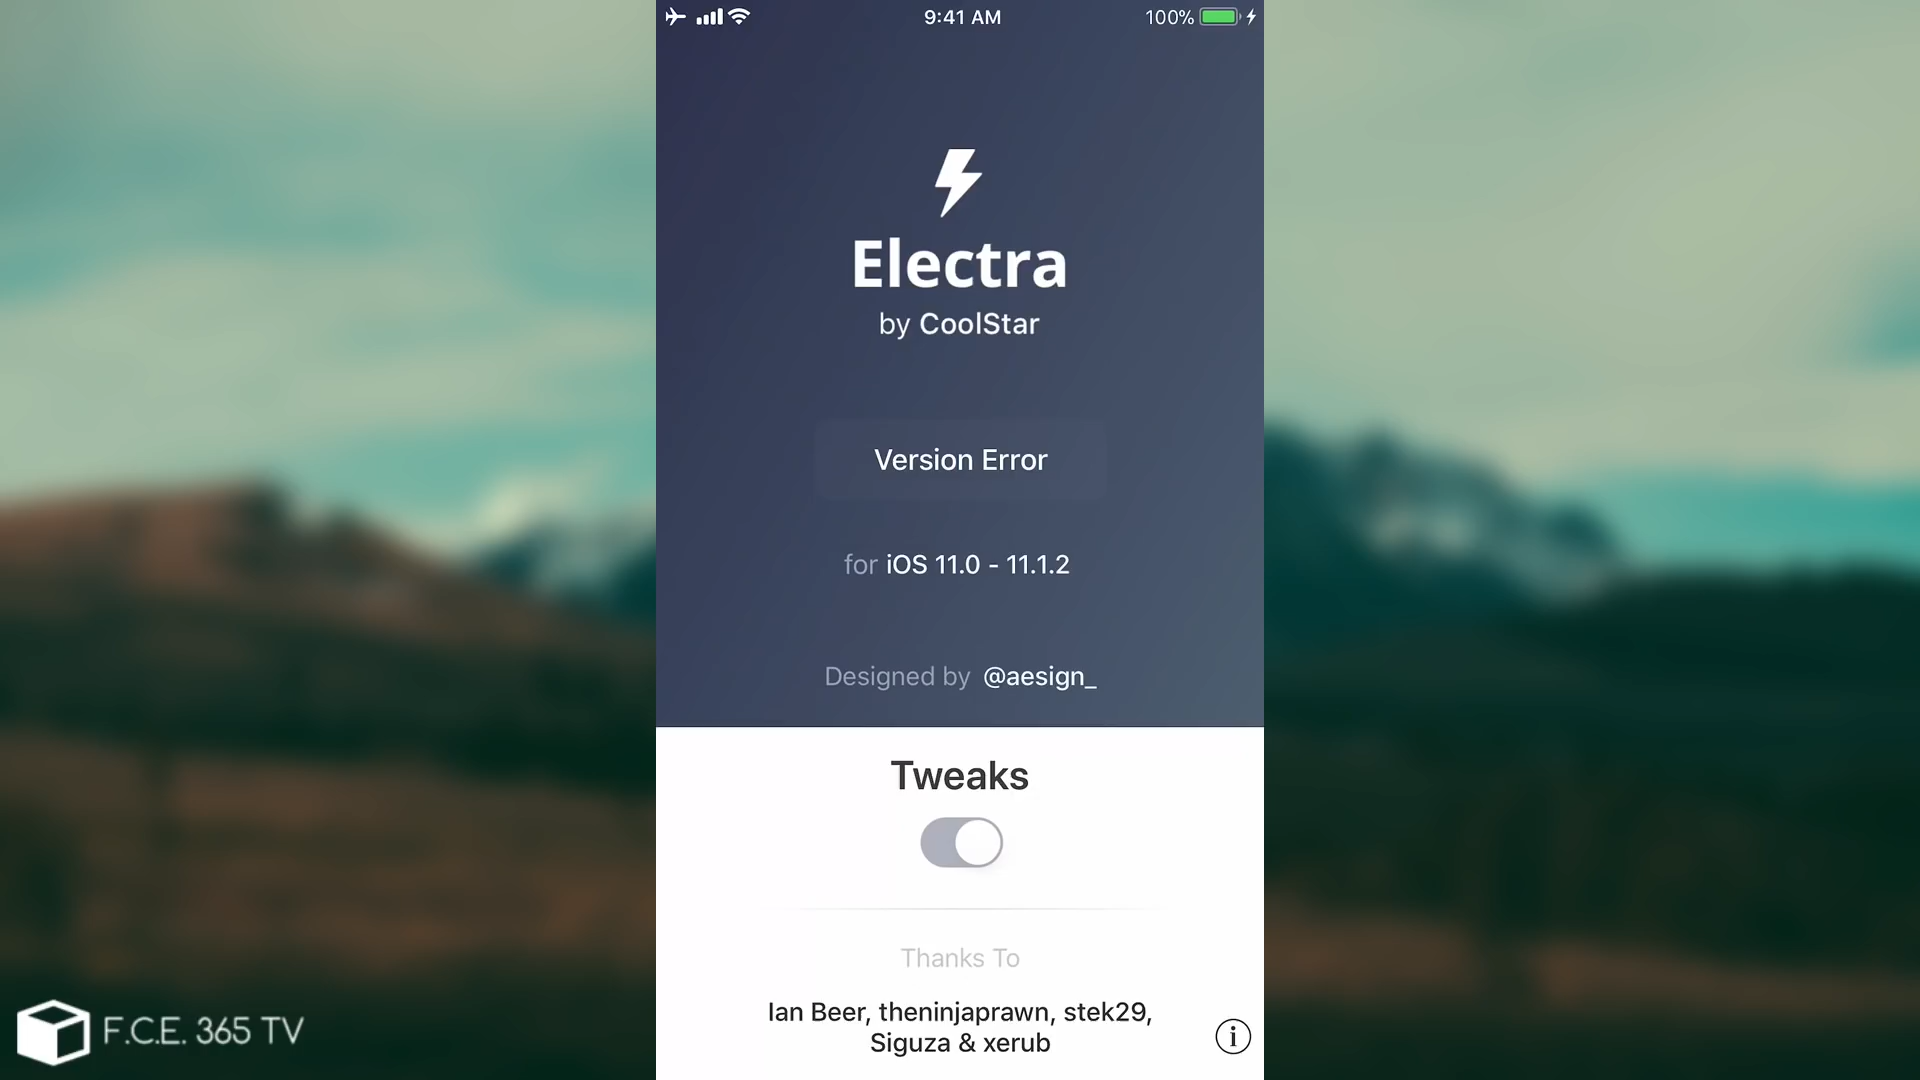 9:41 AM
100%
Electra
by CoolStar
Version Error
for iOS 11.0 - 11.1.2
Designed by @aesign_
Tweaks
Thanks To
Ian Beer, theninjaprawn, stek29,
Siguza & xerub
i
F.C.E. 365 TV